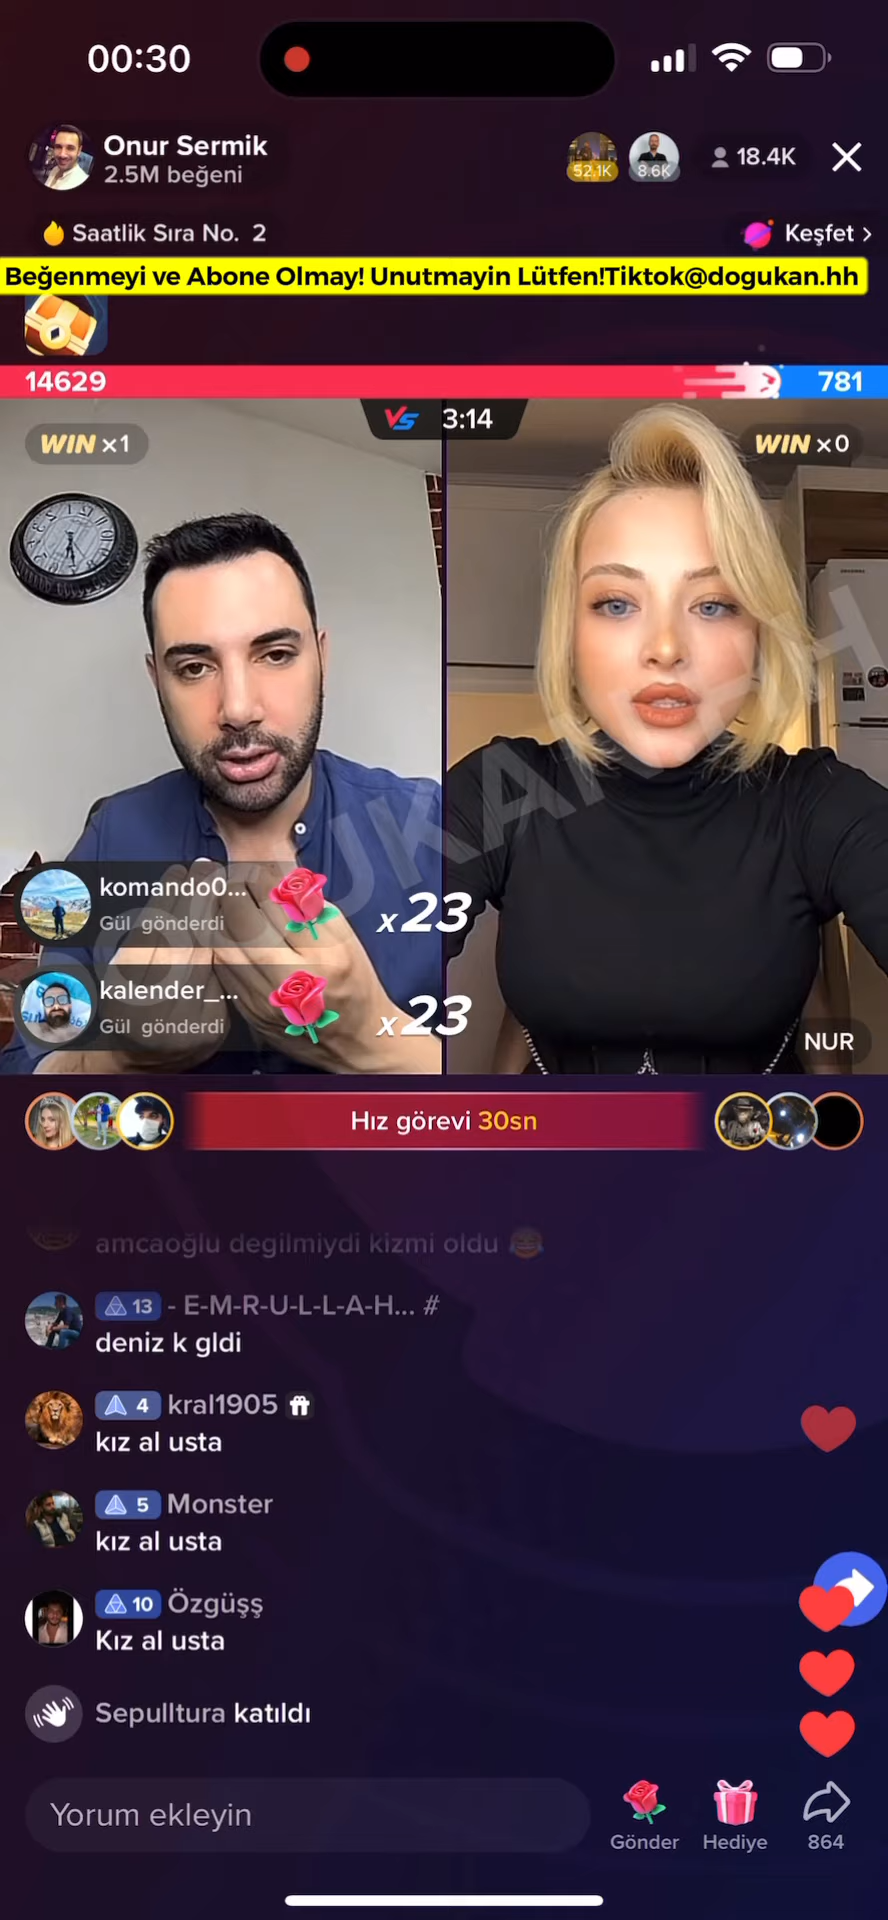 00:30
Onur Sermik
2.5M beğeni
52.1K
8.6K
18.4K
Saatlik Sıra No. 2
Keşfet >
Beğenmeyi ve Abone Olmay! Unutmayin Lütfen!Tiktok@dogukan.hh
14629
781
WIN x1
VS 3:14
WIN x0
komando0...
Gül gönderdi
x23
kalender_...
Gül gönderdi
x23
NUR
Hız görevi 30sn
amcaoğlu degilmiydi kizmi oldu 😂
13 - E-M-R-U-L-L-A-H... #
deniz k gldi
4 kral1905
kız al usta
5 Monster
kız al usta
10 Özgüşş
Kız al usta
Sepulltura katıldı
Yorum ekleyin
Gönder
Hediye
864